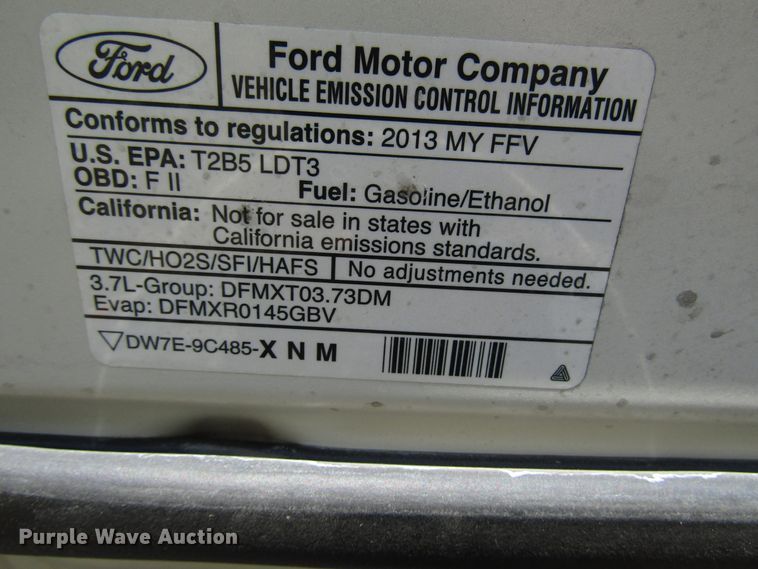 Ford
Ford Motor Company
VEHICLE EMISSION CONTROL INFORMATION
Conforms to regulations: 2013 MY FFV
U.S. EPA: T2B5 LDT3
OBD: F II Fuel: Gasoline/Ethanol
California: Not for sale in states with
California emissions standards.
TWC/HO2S/SFI/HAFS No adjustments needed.
3.7L-Group: DFMXT03.73DM
Evap: DFMXR0145GBV
DW7E-9C485-X N M
Purple Wave Auction